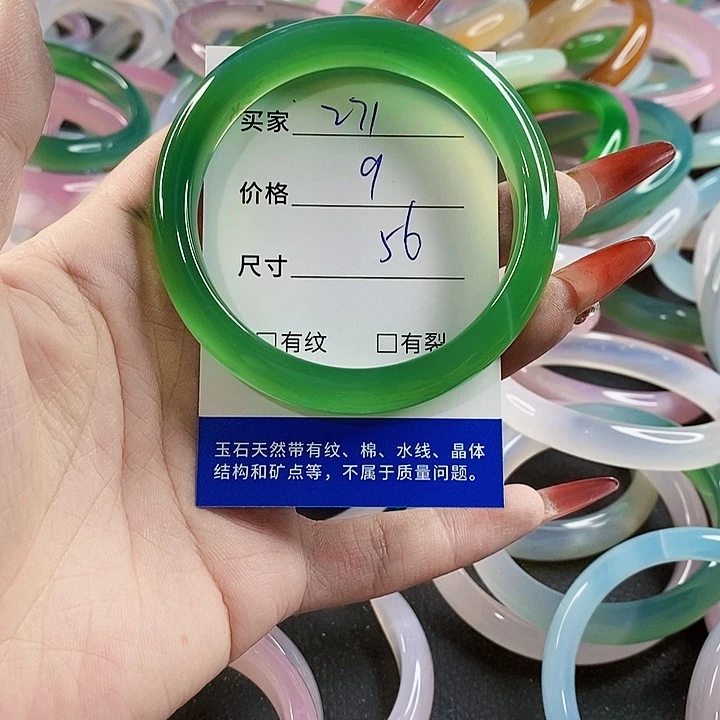 买家 271
价格 9
尺寸 56
□有纹 □有裂
玉石天然带有纹、棉、水线、晶体
结构和矿点等，不属于质量问题。